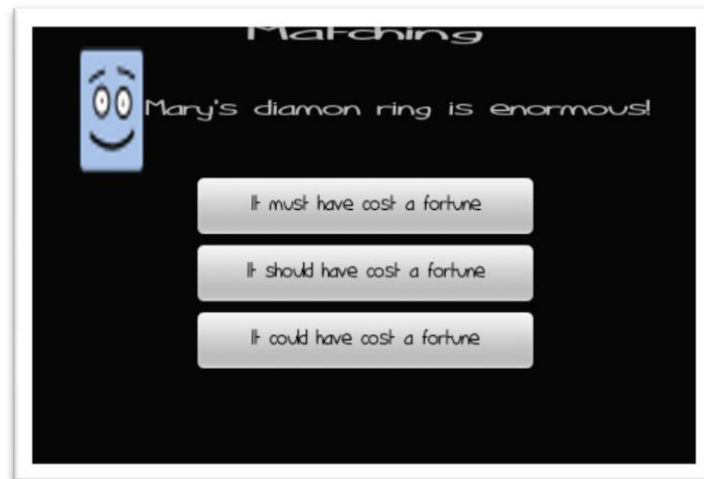 Matching
Mary's diamon ring is enormous!
It must have cost a fortune
It should have cost a fortune
It could have cost a fortune